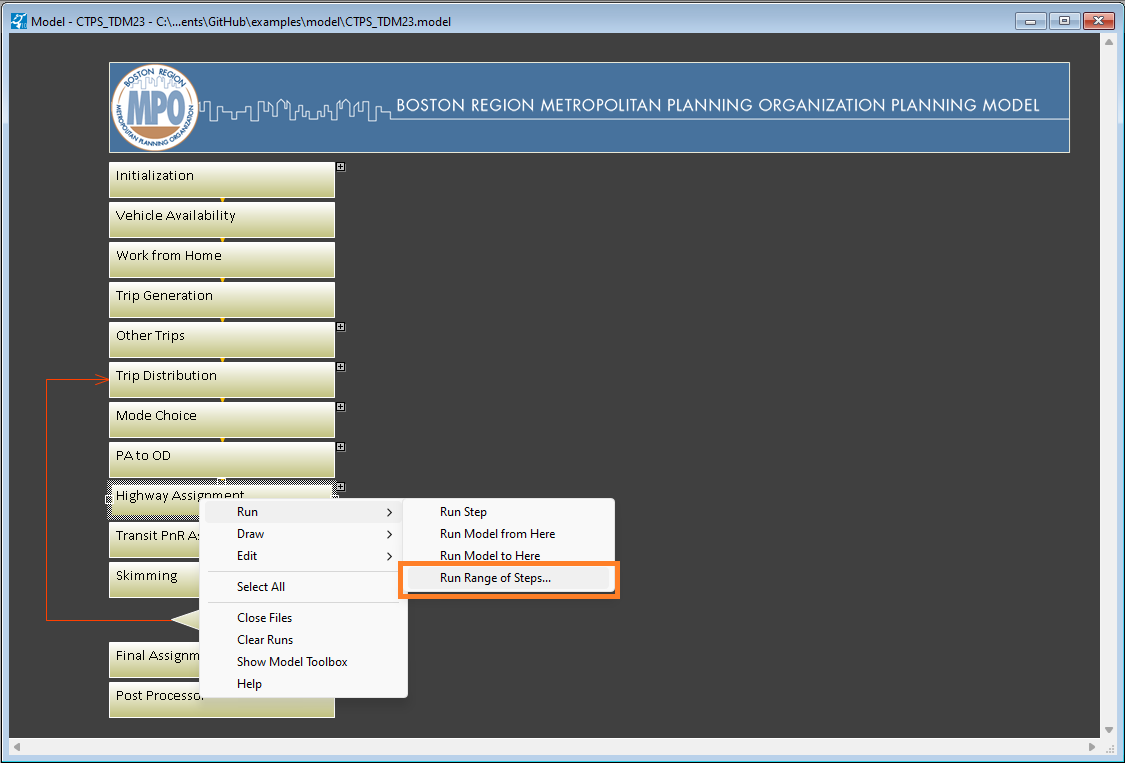 Model - CTPS_TDM23 - C:\...ents\GitHub\examples\model\CTPS_TDM23.model
BOSTON REGION
MPO
METROPOLITAN PLANNING ORGANIZATION
BOSTON REGION METROPOLITAN PLANNING ORGANIZATION PLANNING MODEL
Initialization
Vehicle Availability
Work from Home
Trip Generation
Other Trips
Trip Distribution
Mode Choice
PA to OD
Highway Assignment
Run
Run Step
Transit PnR As
Draw
Run Model from Here
Edit
Run Model to Here
Skimming
Run Range of Steps...
Select All
Close Files
Clear Runs
Final Assignm
Show Model Toolbox
Help
Post Processor